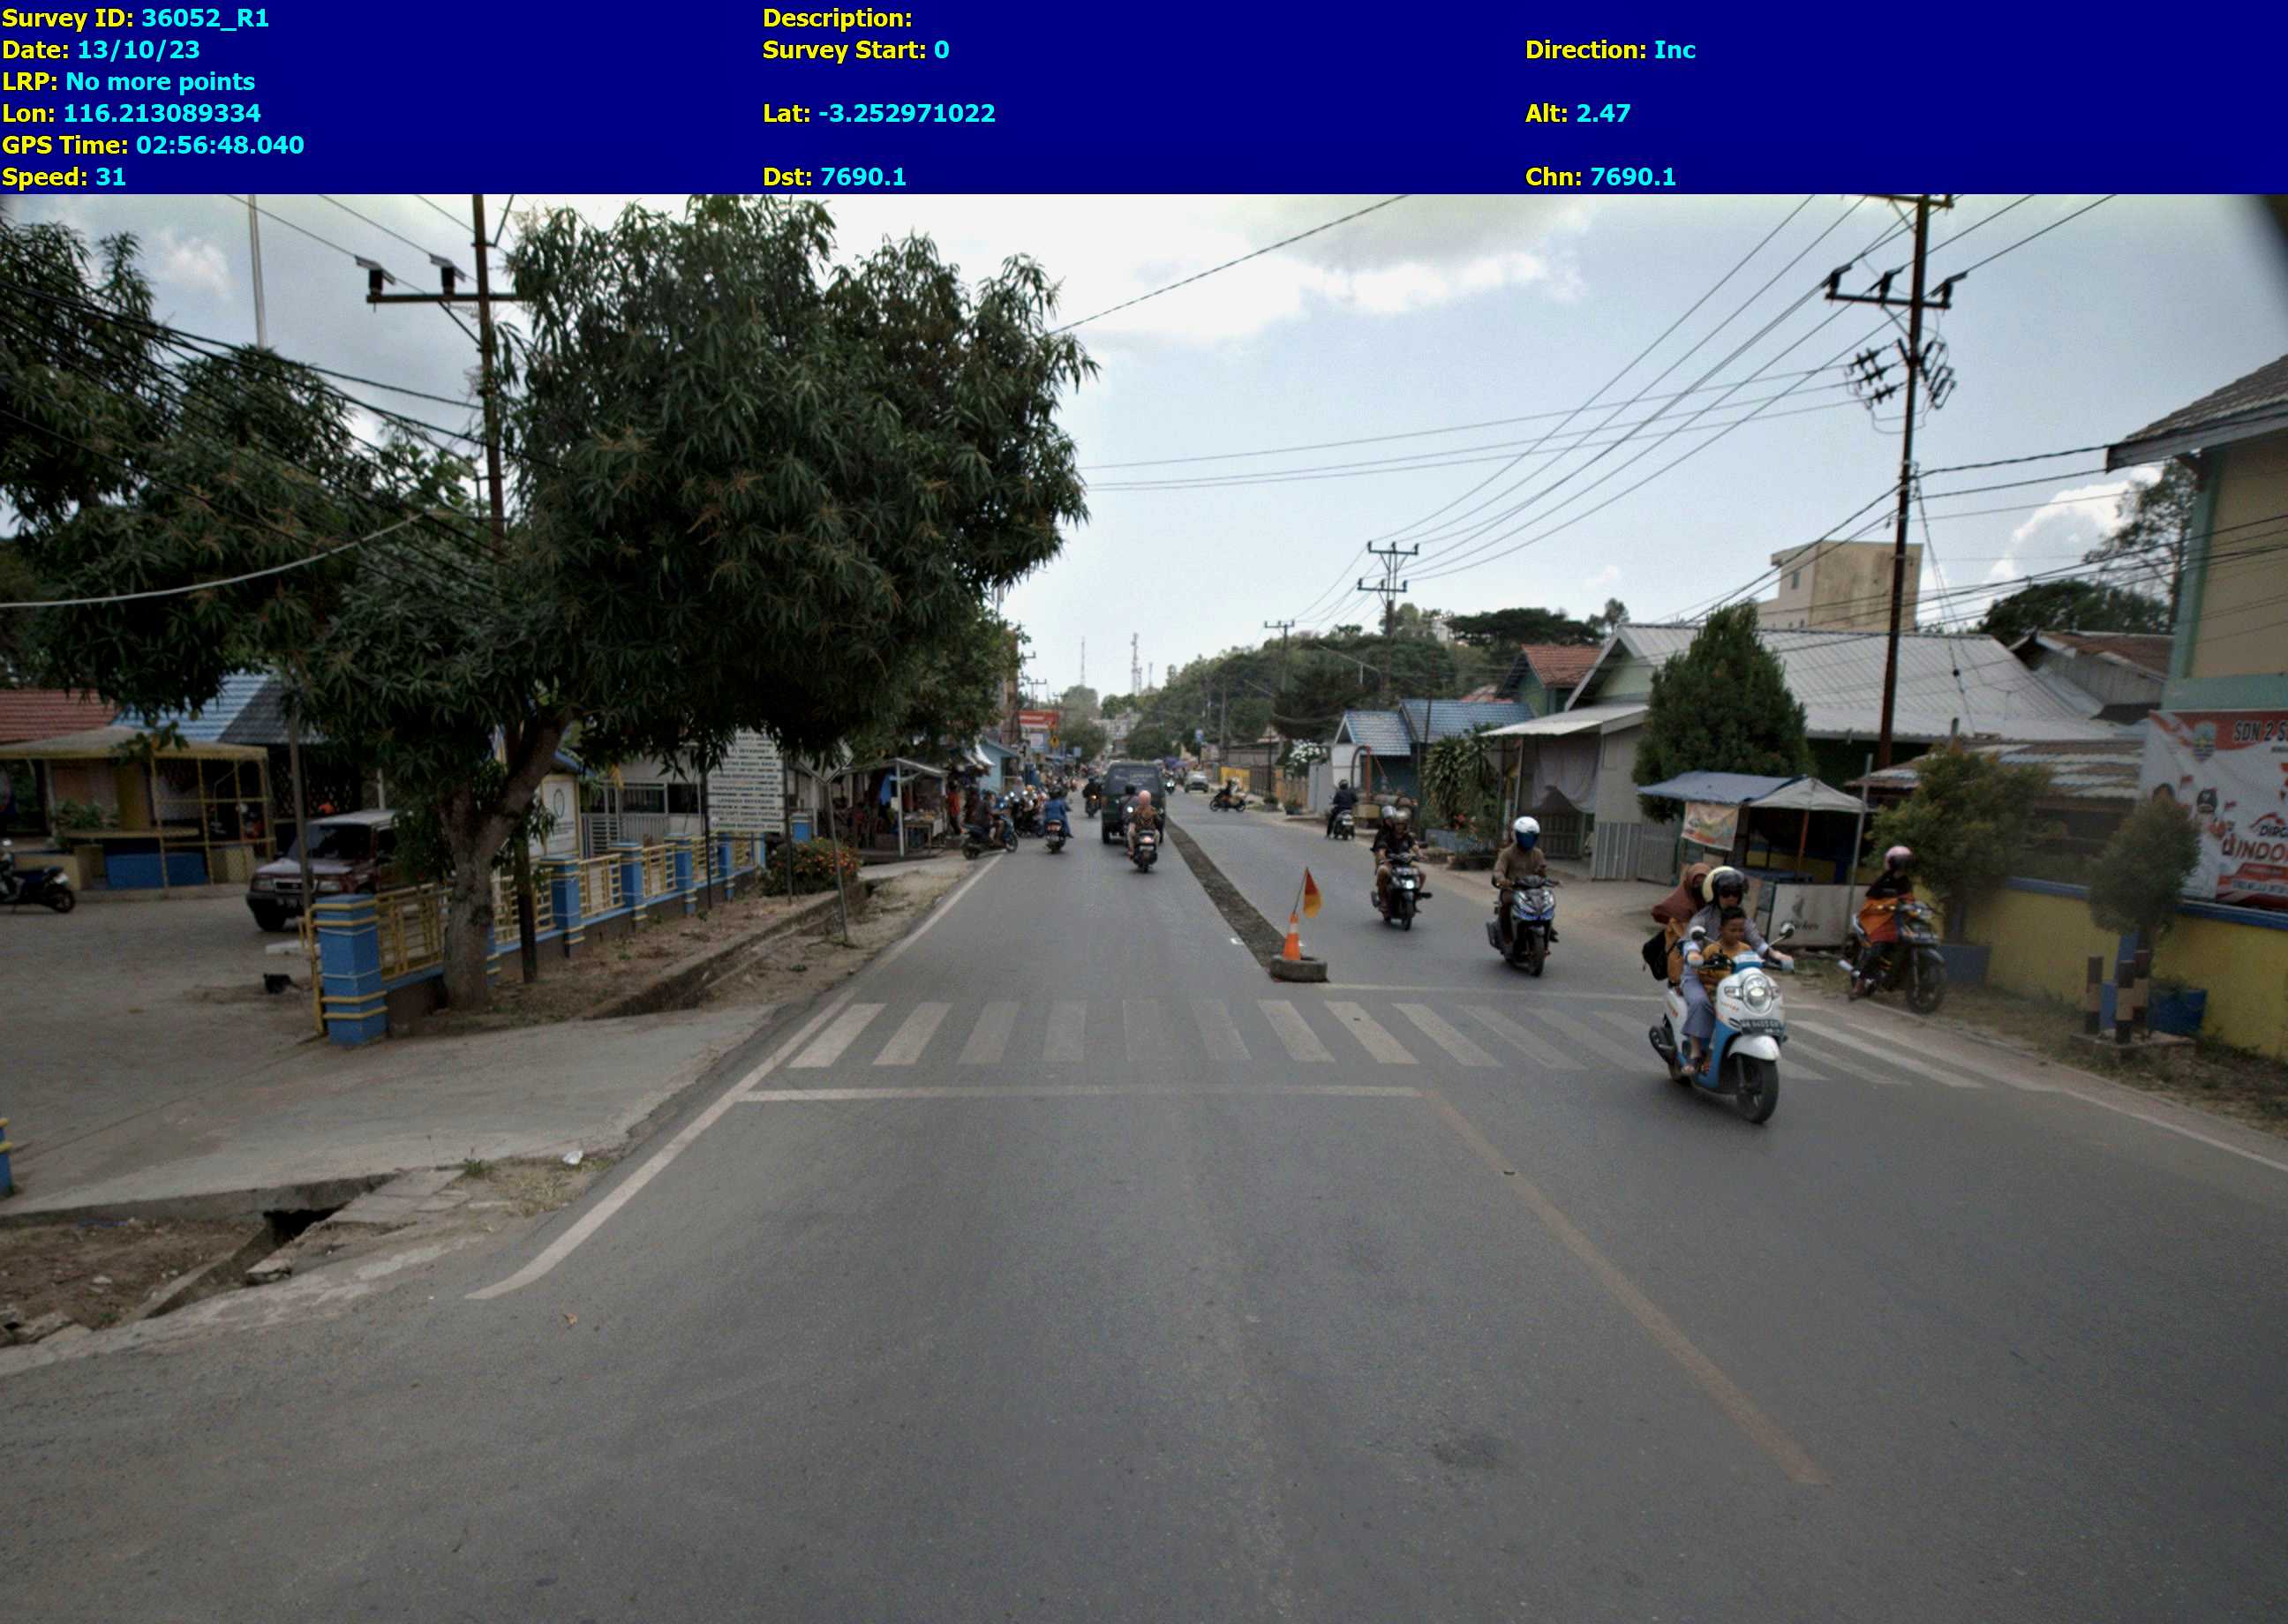 Survey ID: 36052_R1
Description:
Date: 13/10/23
Survey Start: 0
Direction: Inc
LRP: No more points
Lon: 116.213089334
Lat: -3.252971022
Alt: 2.47
GPS Time: 02:56:48.040
Speed: 31
Dst: 7690.1
Chn: 7690.1
SDN 2 S